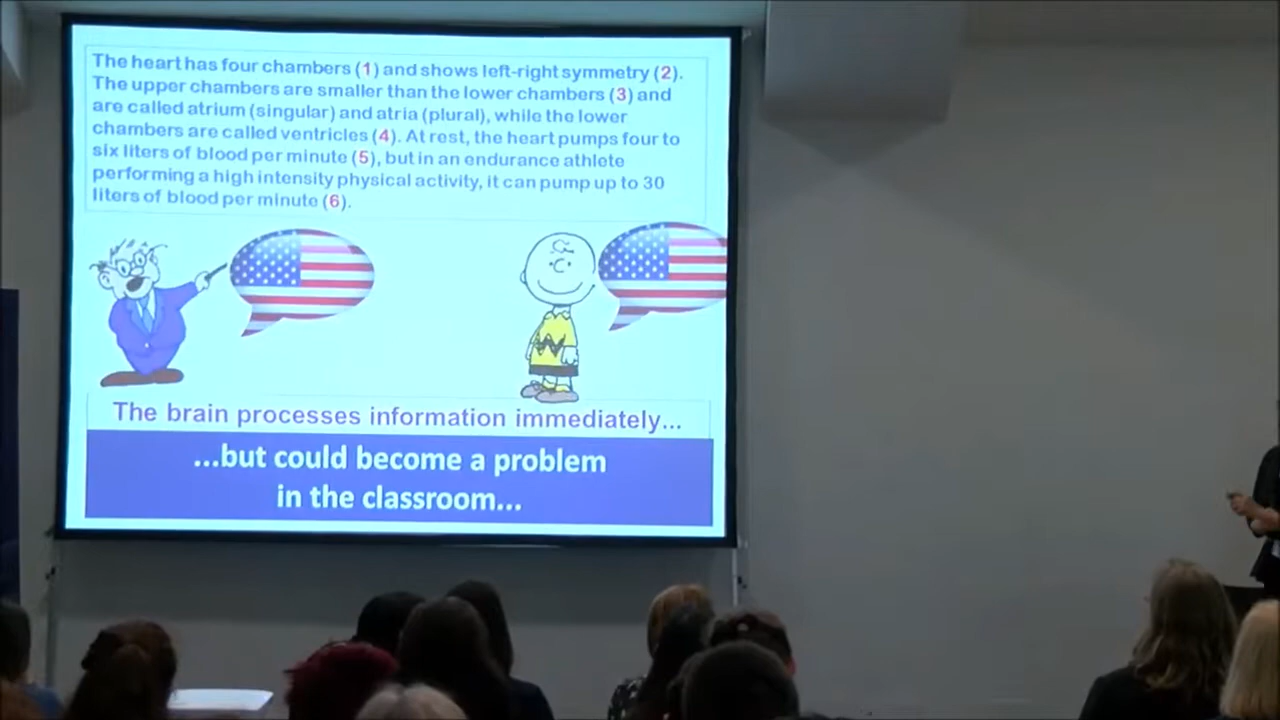 The heart has four chambers (1) and shows left-right symmetry (2).
The upper chambers are smaller than the lower chambers (3) and
are called atrium (singular) and atria (plural), while the lower
chambers are called ventricles (4). At rest, the heart pumps four to
six liters of blood per minute (5), but in an endurance athlete
performing a high intensity physical activity, it can pump up to 30
liters of blood per minute (6).
The brain processes information immediately...
...but could become a problem
in the classroom...